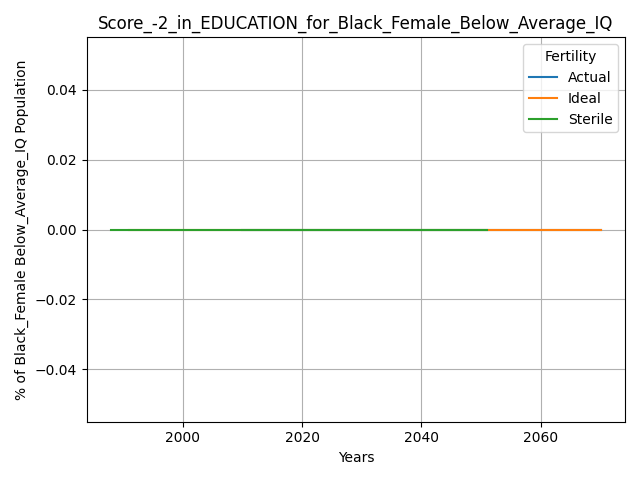 Score_-2_in_EDUCATION_for_Black_Female_Below_Average_IQ
% of Black_Female Below_Average_IQ Population
0.04
0.02
0.00
−0.02
−0.04
Fertility
Actual
Ideal
Sterile
2000
2020
2040
2060
Years